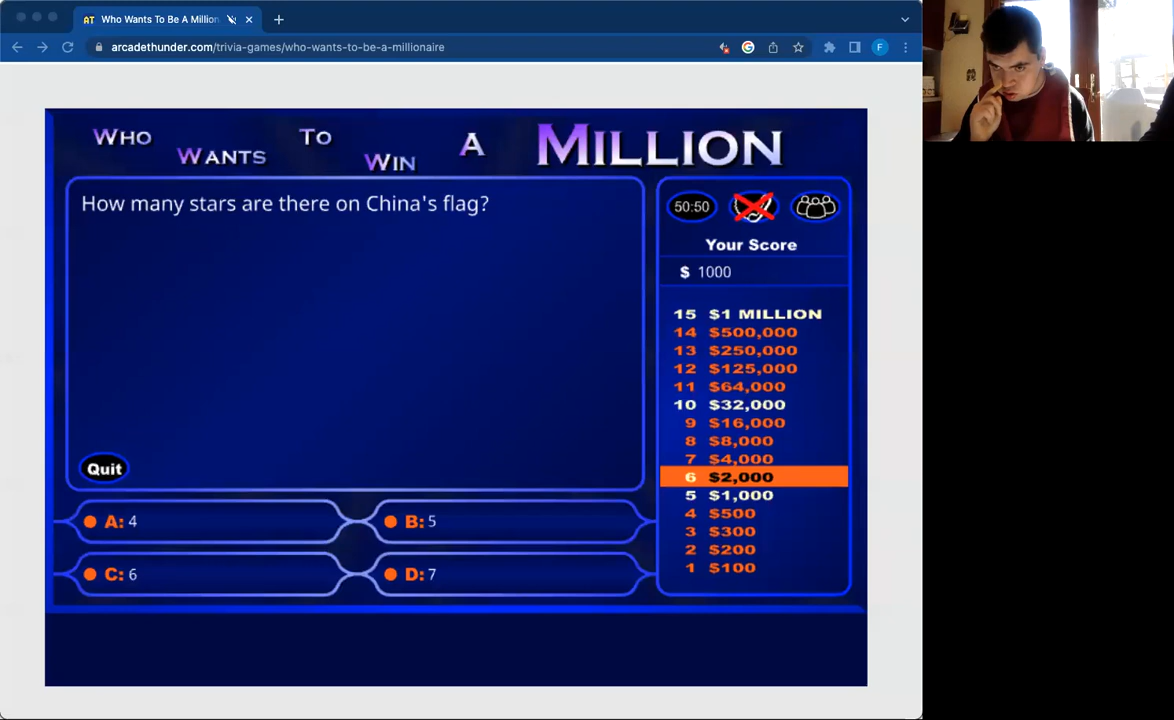 AT Who Wants To Be A Million
arcadethunder.com/trivia-games/who-wants-to-be-a-millionaire
F
WHO WANTS TO WIN A MILLION
How many stars are there on China's flag?
50:50
Your Score
$ 1000
15 $1 MILLION
14 $500,000
13 $250,000
12 $125,000
11 $64,000
10 $32,000
9 $16,000
8 $8,000
7 $4,000
6 $2,000
5 $1,000
4 $500
3 $300
2 $200
1 $100
Quit
A: 4
B: 5
C: 6
D: 7